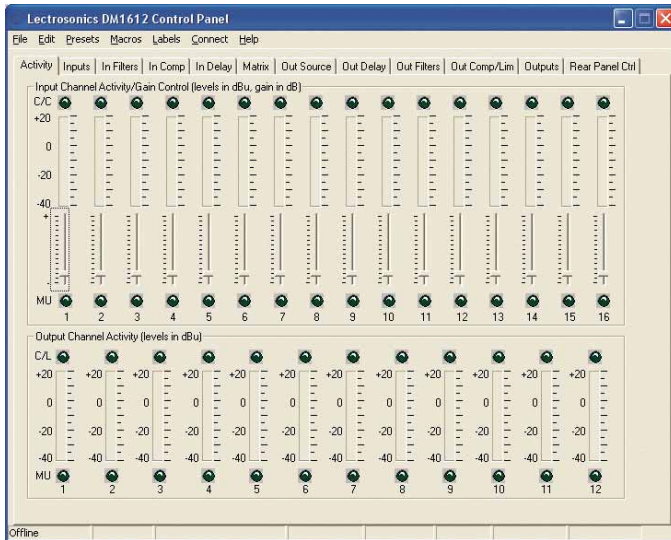 Lectrosonics DM1612 Control Panel
File Edit Presets Macros Labels Connect Help
Activity Inputs In Filters In Comp In Delay Matrix Out Source Out Delay Out Filters Out Comp/Lim Outputs Rear Panel Ctrl
Input Channel Activity/Gain Control (levels in dBu, gain in dB)
C/C
+20
0
-20
-40
+
-
MU
1 2 3 4 5 6 7 8 9 10 11 12 13 14 15 16
Output Channel Activity (levels in dBu)
C/L
+20 +20 +20 +20 +20 +20 +20 +20 +20 +20 +20 +20
0 0 0 0 0 0 0 0 0 0 0 0
-20 -20 -20 -20 -20 -20 -20 -20 -20 -20 -20 -20
-40 -40 -40 -40 -40 -40 -40 -40 -40 -40 -40 -40
MU
1 2 3 4 5 6 7 8 9 10 11 12
Offline